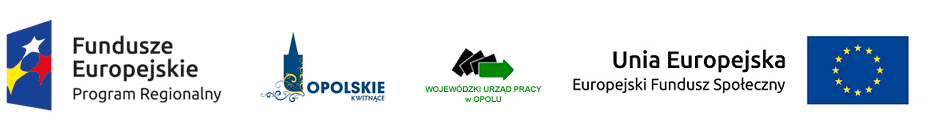 Fundusze
Europejskie
Program Regionalny
OPOLSKIE
KWITNĄCE
WOJEWÓDZKI URZĄD PRACY
w OPOLU
Unia Europejska
Europejski Fundusz Społeczny